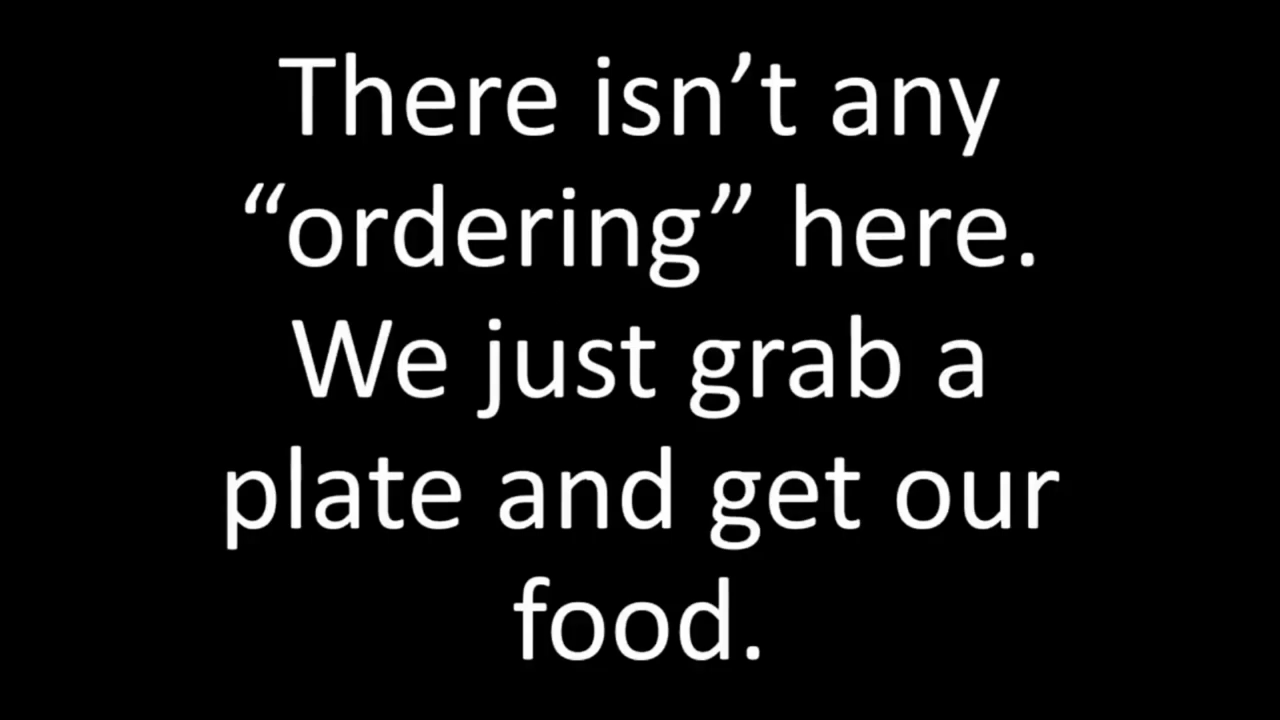 There isn’t any
“ordering” here.
We just grab a
plate and get our
food.